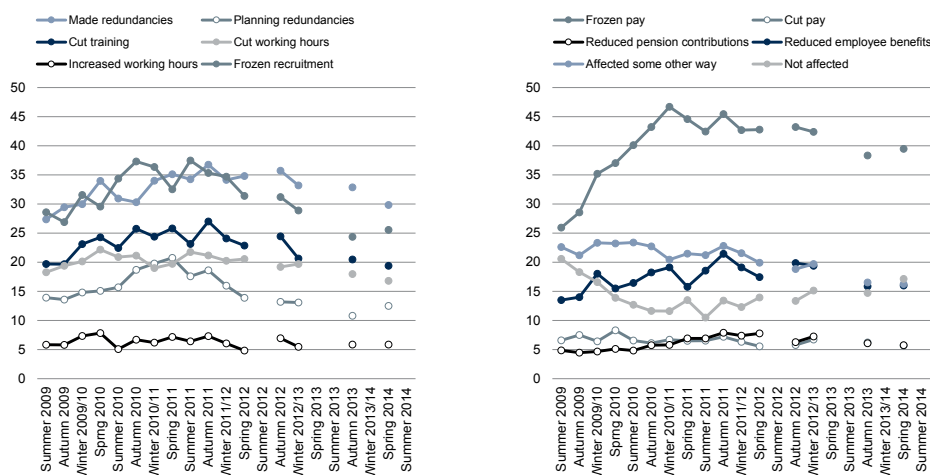 Made redundancies
Planning redundancies
Cut training
Cut working hours
Increased working hours
Frozen recruitment
50
45
40
35
30
25
20
15
10
5
0
Summer 2009
Autumn 2009
Winter 2009/10
Spring 2010
Summer 2010
Autumn 2010
Winter 2010/11
Spring 2011
Summer 2011
Autumn 2011
Winter 2011/12
Spring 2012
Autumn 2012
Winter 2012/13
Spring 2013
Summer 2013
Autumn 2013
Winter 2013/14
Spring 2014
Summer 2014
Frozen pay
Cut pay
Reduced pension contributions
Reduced employee benefits
Affected some other way
Not affected
50
45
40
35
30
25
20
15
10
5
0
Summer 2009
Autumn 2009
Winter 2009/10
Spring 2010
Summer 2010
Autumn 2010
Winter 2010/11
Spring 2011
Summer 2011
Autumn 2011
Winter 2011/12
Spring 2012
Autumn 2012
Winter 2012/13
Spring 2013
Summer 2013
Autumn 2013
Winter 2013/14
Spring 2014
Summer 2014